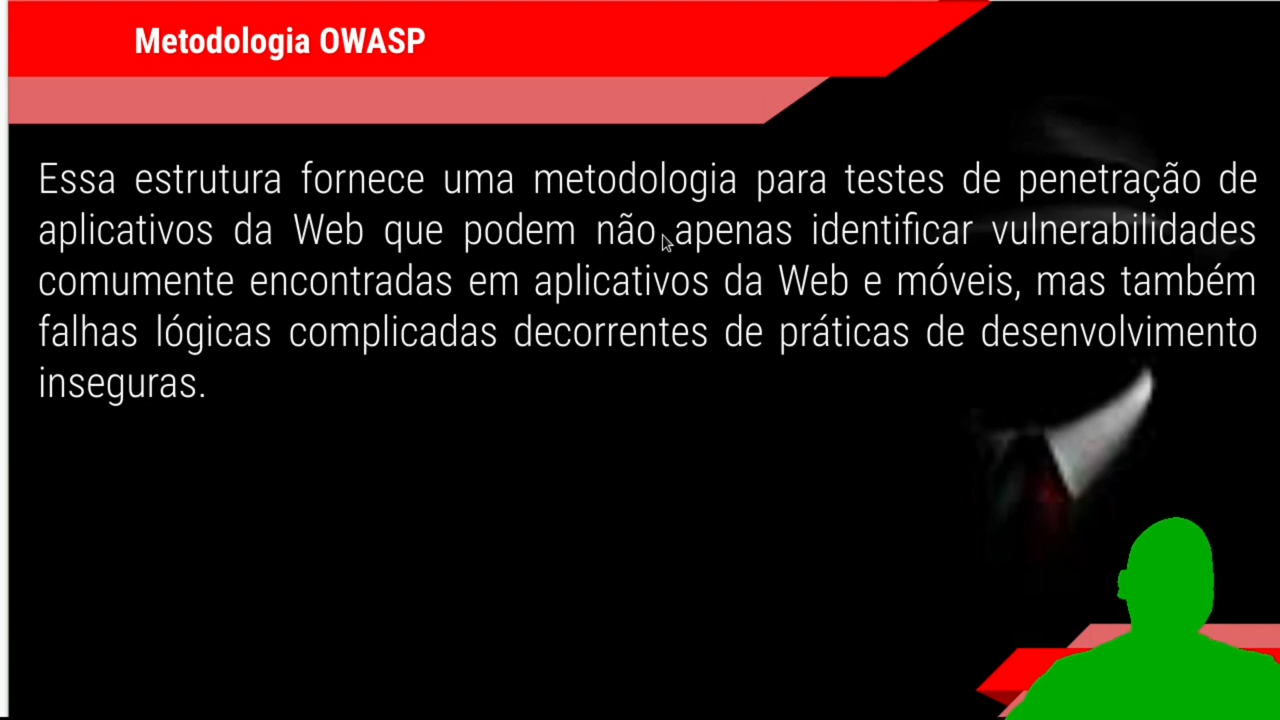 Metodologia OWASP
Essa estrutura fornece uma metodologia para testes de penetração de
aplicativos da Web que podem não apenas identificar vulnerabilidades
comumente encontradas em aplicativos da Web e móveis, mas também
falhas lógicas complicadas decorrentes de práticas de desenvolvimento
inseguras.